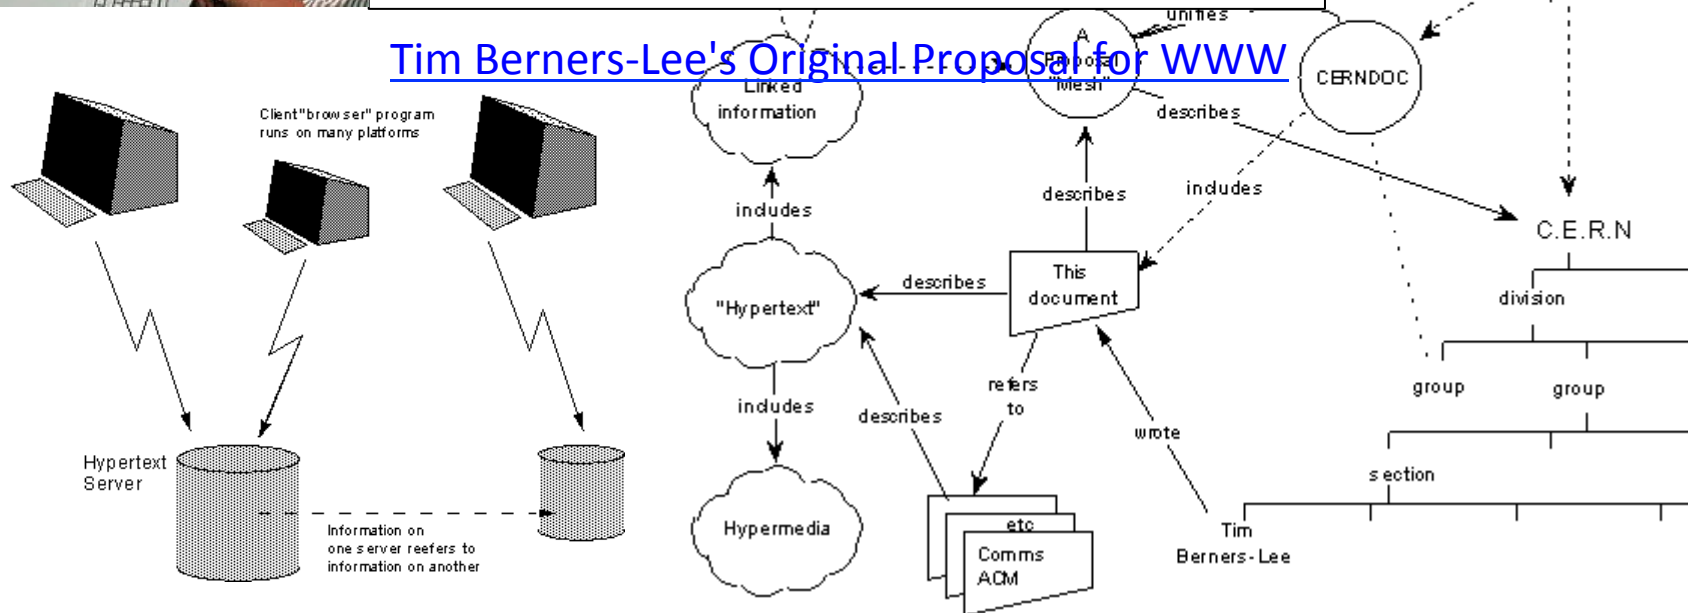 unifies
Tim Berners-Lee's Original Proposal for WWW
A
Proposal
"Mesh"
CERNDOC
Linked
information
Client "browser" program
runs on many platforms
describes
describes
includes
includes
C.E.R.N
This
document
describes
"Hypertext"
division
refers
to
group
group
includes
describes
wrote
Hypertext
Server
section
Information on
one server reefers to
information on another
Hypermedia
etc
Comms
ACM
Tim
Berners-Lee